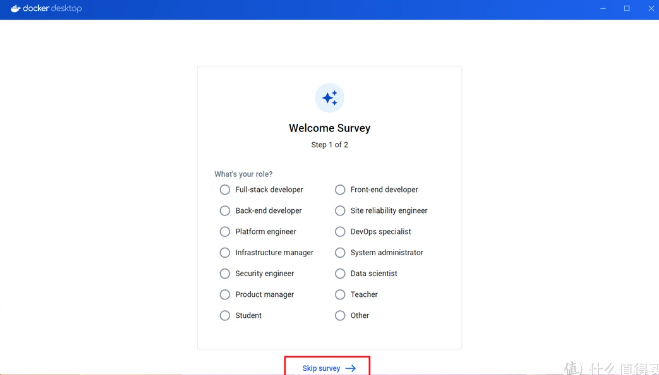 docker desktop
Welcome Survey
Step 1 of 2
What's your role?
Full-stack developer
Front-end developer
Back-end developer
Site reliability engineer
Platform engineer
DevOps specialist
Infrastructure manager
System administrator
Security engineer
Data scientist
Product manager
Teacher
Student
Other
Skip survey
值 什么值得买